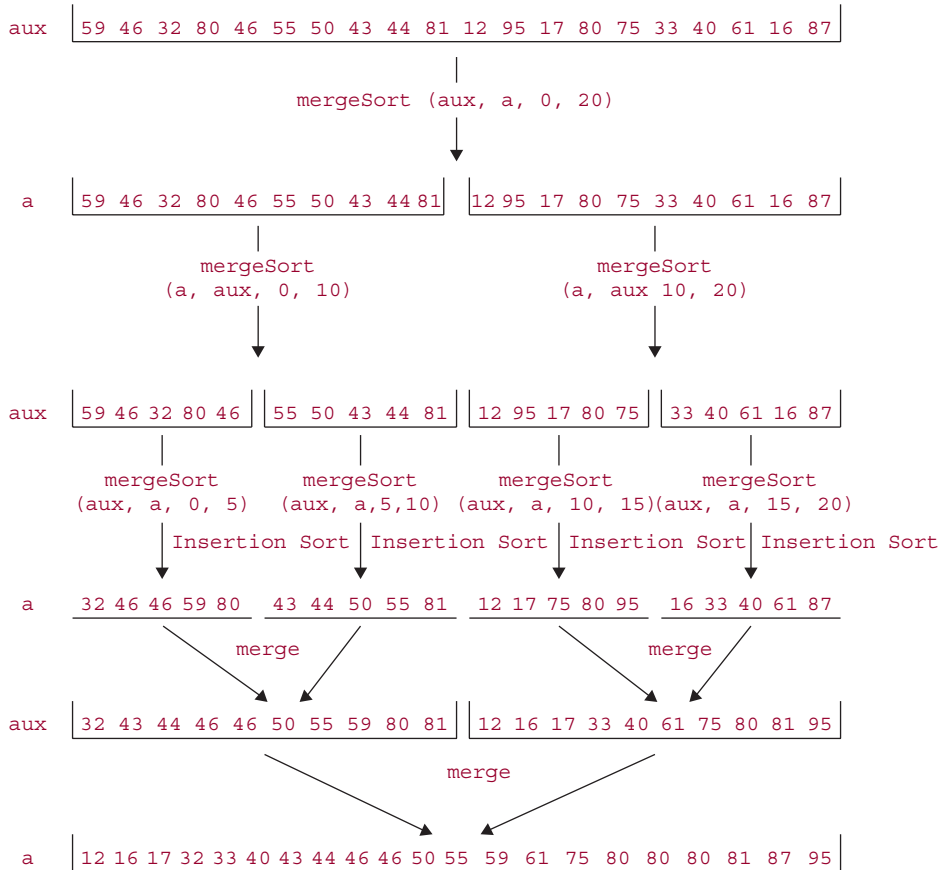 aux 59 46 32 80 46 55 50 43 44 81 12 95 17 80 75 33 40 61 16 87
mergeSort (aux, a, 0, 20)
a 59 46 32 80 46 55 50 43 44 81 12 95 17 80 75 33 40 61 16 87
mergeSort mergeSort
(a, aux, 0, 10) (a, aux 10, 20)
aux 59 46 32 80 46 55 50 43 44 81 12 95 17 80 75 33 40 61 16 87
mergeSort mergeSort mergeSort mergeSort
(aux, a, 0, 5) (aux, a,5,10) (aux, a, 10, 15) (aux, a, 15, 20)
Insertion Sort Insertion Sort Insertion Sort Insertion Sort
a 32 46 46 59 80 43 44 50 55 81 12 17 75 80 95 16 33 40 61 87
merge merge
aux 32 43 44 46 46 50 55 59 80 81 12 16 17 33 40 61 75 80 81 95
merge
a 12 16 17 32 33 40 43 44 46 46 50 55 59 61 75 80 80 80 81 87 95